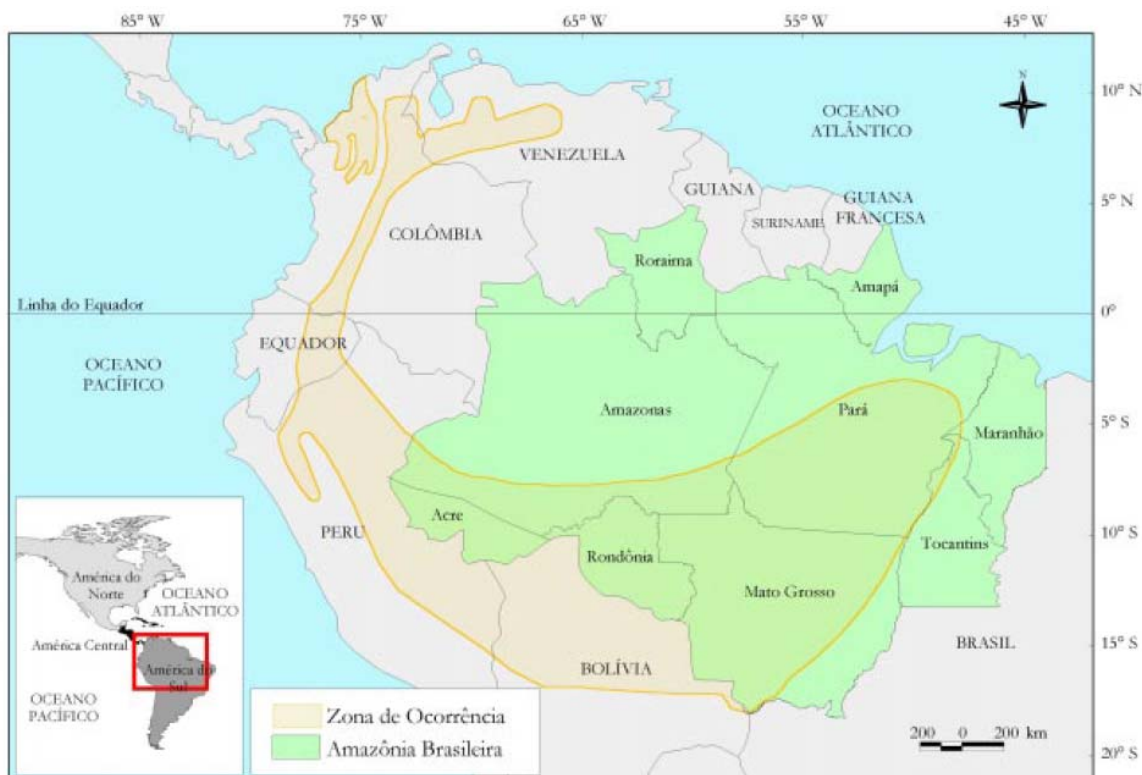 85° W
75° W
65° W
55° W
45° W
N
10° N
OCEANO
ATLÂNTICO
VENEZUELA
GUIANA
GUIANA
FRANCESA
SURINAME
5° N
COLÔMBIA
Roraima
Amapá
Linha do Equador
0°
EQUADOR
OCEANO
PACÍFICO
Amazonas
Pará
Maranhão
5° S
PERU
Acre
Rondônia
Tocantins
10° S
Mato Grosso
BRASIL
BOLÍVIA
15° S
América do
Norte
OCEANO
ATLÂNTICO
América Central
América do
Sul
OCEANO
PACÍFICO
Zona de Ocorrência
Amazônia Brasileira
200 0 200 km
20° S